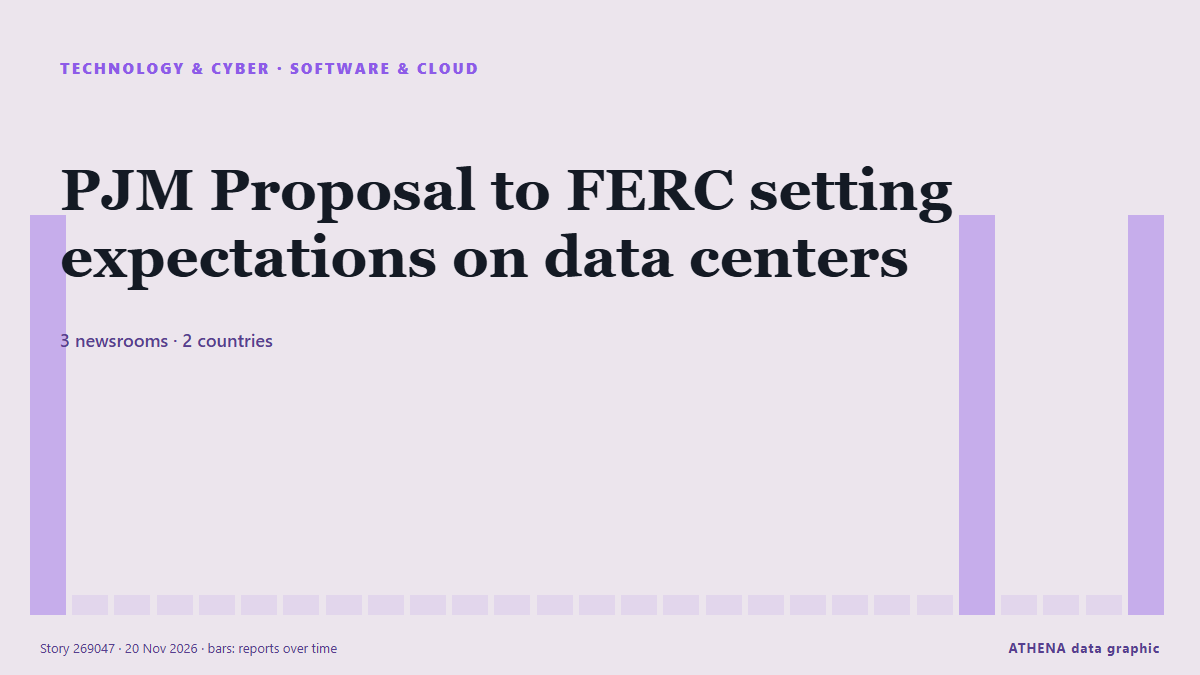 TECHNOLOGY & CYBER · SOFTWARE & CLOUD
PJM Proposal to FERC setting
expectations on data centers
3 newsrooms · 2 countries
Story 269047 · 20 Nov 2026 · bars: reports over time
ATHENA data graphic